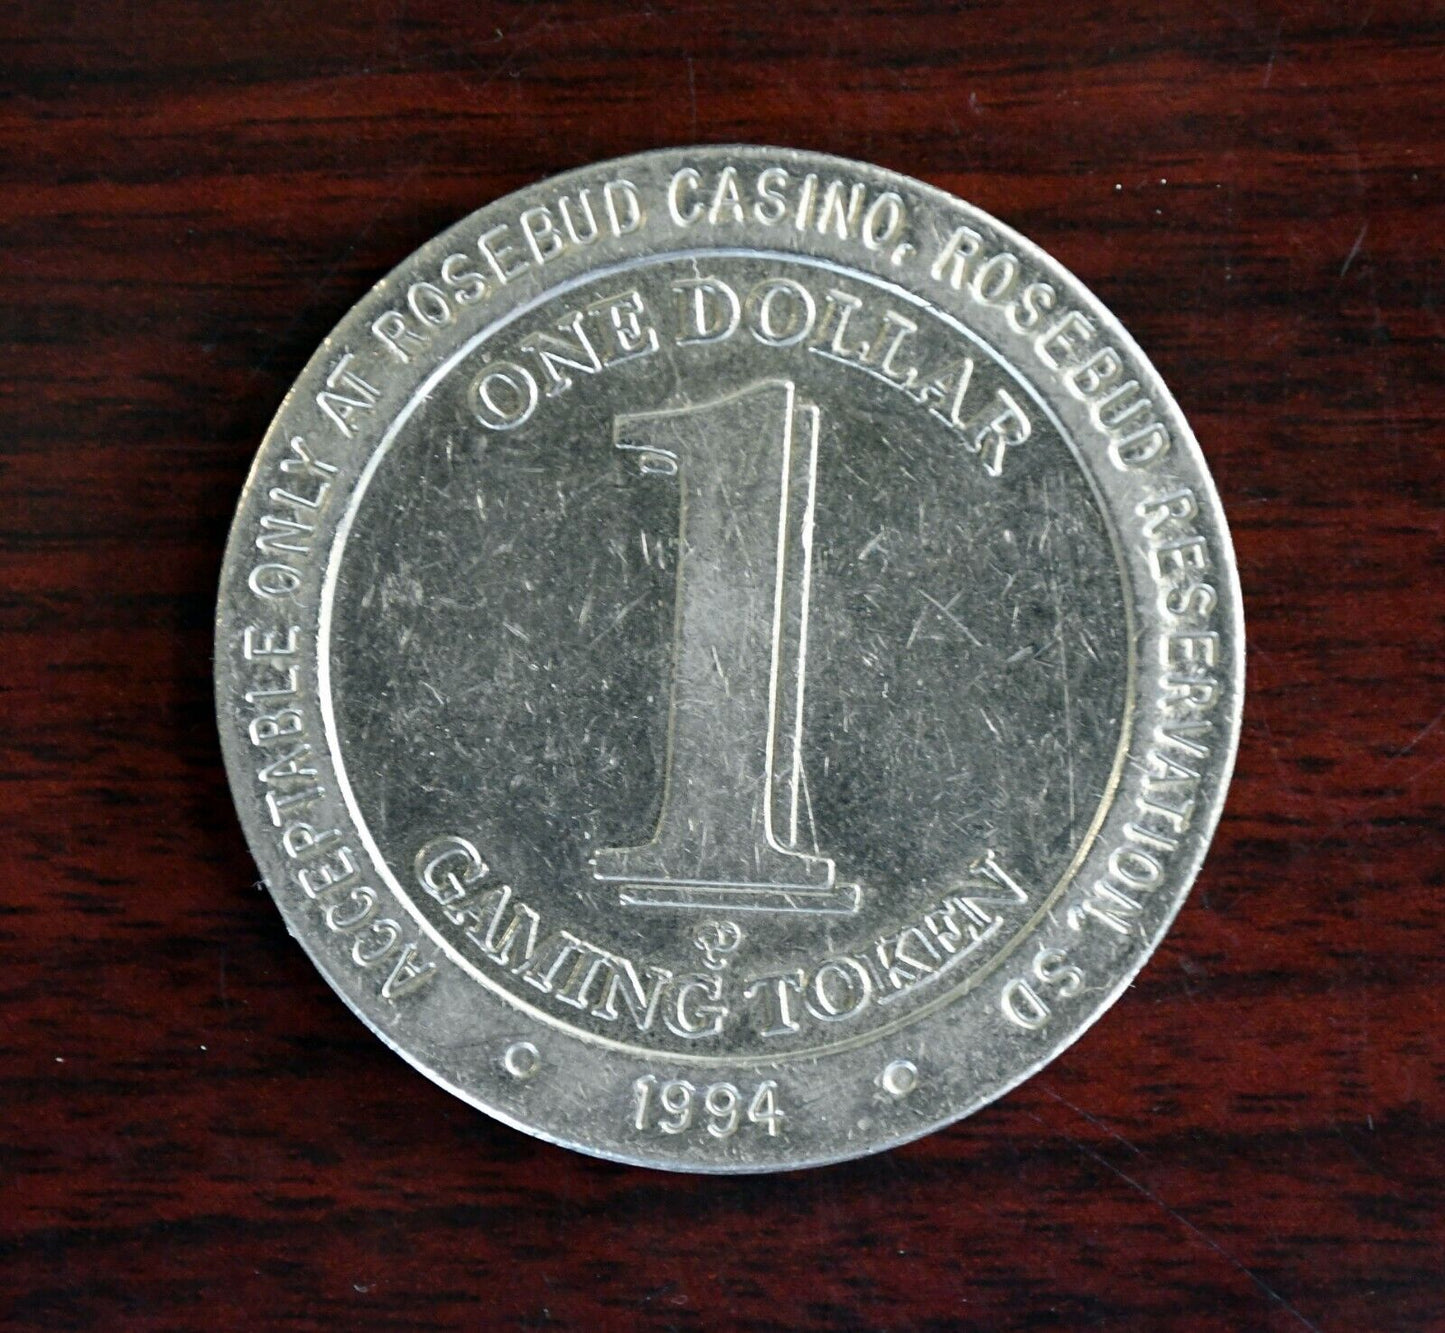 ACCEPTABLE ONLY AT ROSEBUD CASINO, ROSEBUD RESERVATION, SD
ONE DOLLAR
1
GAMING TOKEN
1994